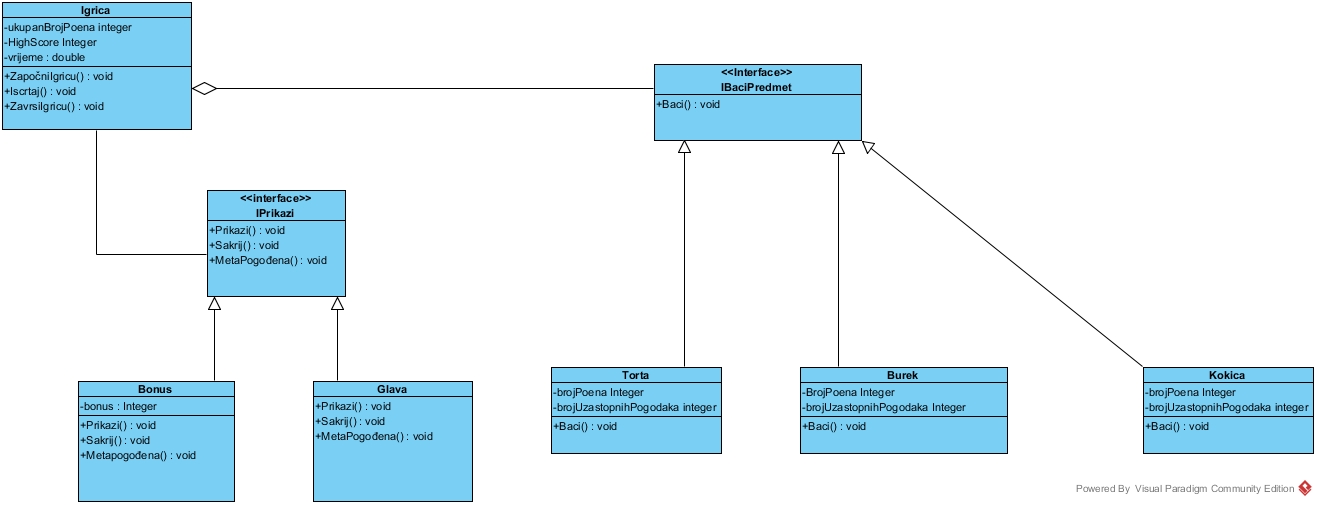 Igrica
-ukupanBrojPoena integer
-HighScore Integer
-vrijeme : double
+ZapočniIgricu() : void
+Iscrtaj() : void
+ZavrsiIgricu() : void
<<Interface>>
IBaciPredmet
+Baci() : void
<<interface>>
IPrikazi
+Prikazi() : void
+Sakrij() : void
+MetaPogođena() : void
Bonus
-bonus : Integer
+Prikazi() : void
+Sakrij() : void
+Metapogođena() : void
Glava
+Prikazi() : void
+Sakrij() : void
+MetaPogođena() : void
Torta
-brojPoena Integer
-brojUzastopnihPogodaka integer
+Baci() : void
Burek
-BrojPoena Integer
-brojUzastopnihPogodaka Integer
+Baci() : void
Kokica
-brojPoena Integer
-brojUzastopnihPogodaka integer
+Baci() : void
Powered By Visual Paradigm Community Edition